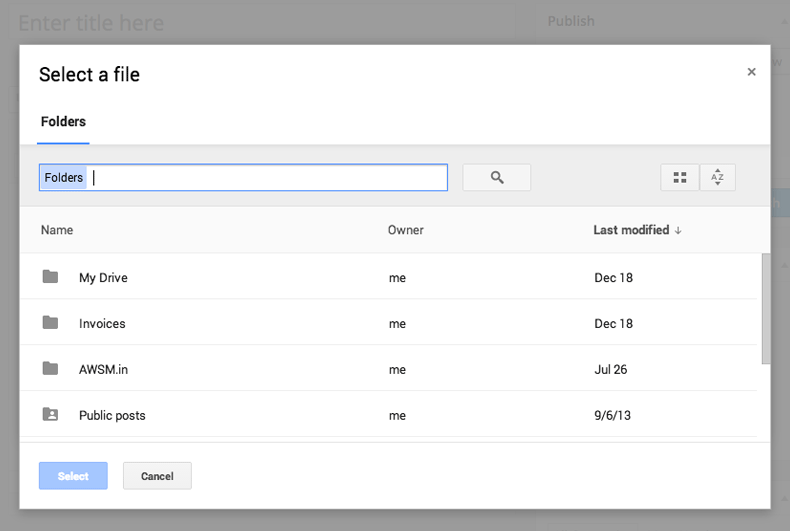 Enter title here
Publish
Select a file
×
Folders
Folders
AZ
Name Owner Last modified ↓
My Drive me Dec 18
Invoices me Dec 18
AWSM.in me Jul 26
Public posts me 9/6/13
Select Cancel